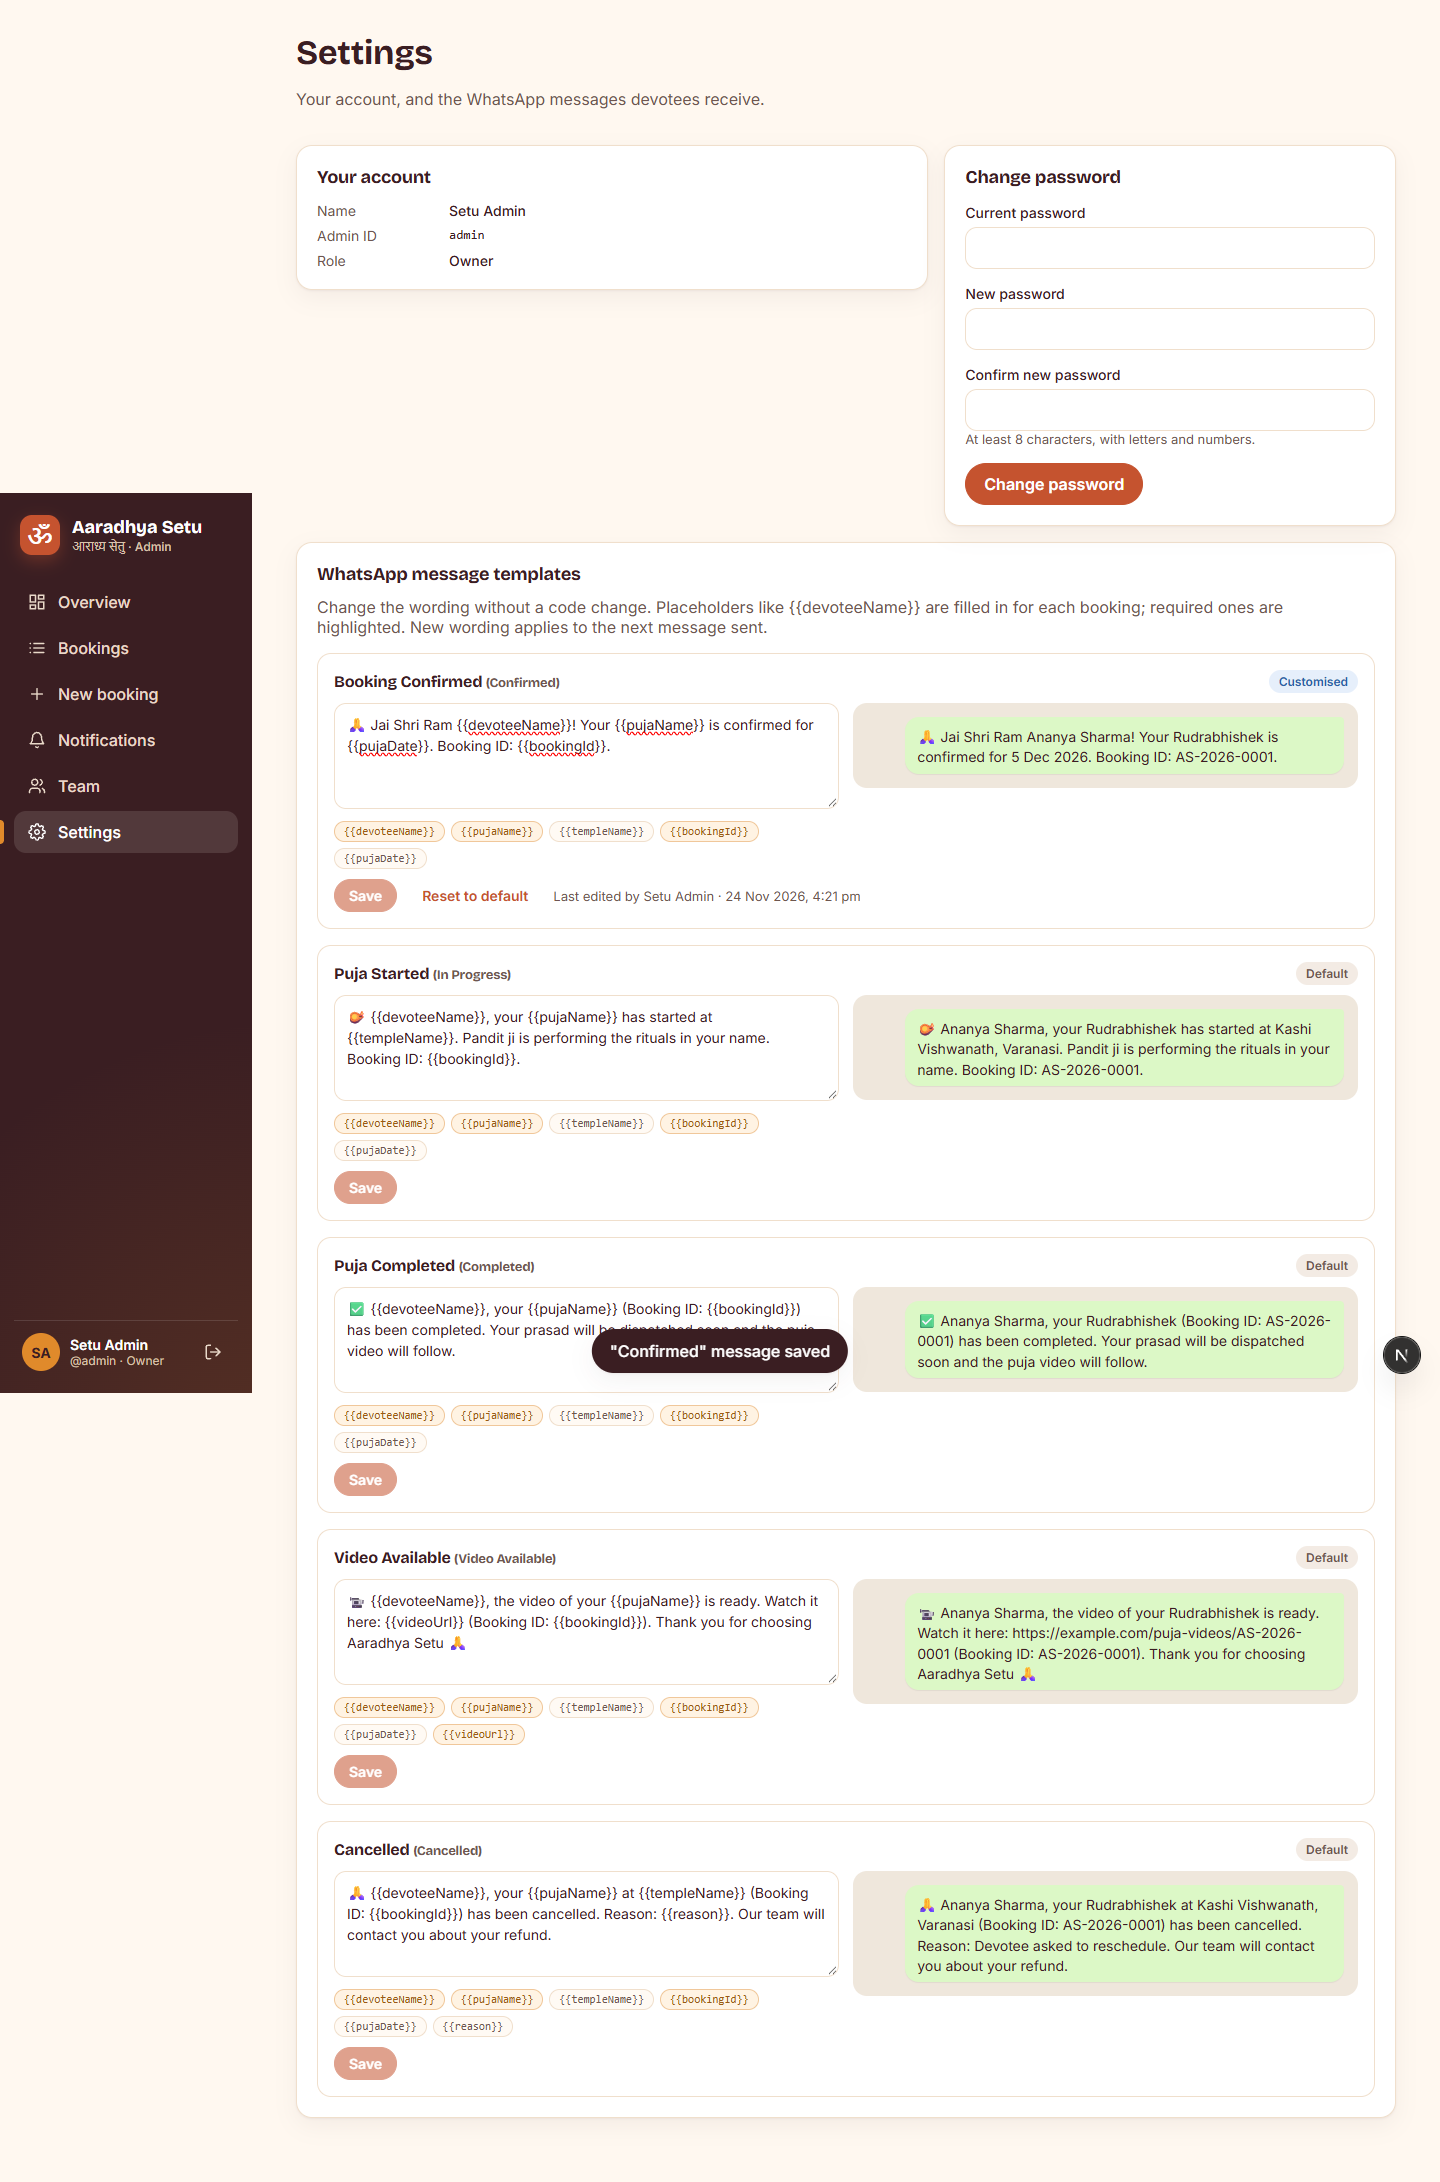 Settings
Your account, and the WhatsApp messages devotees receive.
Your account
Name Setu Admin
Admin ID admin
Role Owner
Change password
Current password
New password
Confirm new password
At least 8 characters, with letters and numbers.
Change password
ॐ
Aaradhya Setu
आराध्य सेतु · Admin
Overview
Bookings
New booking
Notifications
Team
Settings
SA
Setu Admin
@admin · Owner
WhatsApp message templates
Change the wording without a code change. Placeholders like {{devoteeName}} are filled in for each booking; required ones are
highlighted. New wording applies to the next message sent.
Booking Confirmed (Confirmed)
Customised
🙏 Jai Shri Ram {{devoteeName}}! Your {{pujaName}} is confirmed for
{{pujaDate}}. Booking ID: {{bookingId}}.
🙏 Jai Shri Ram Ananya Sharma! Your Rudrabhishek is
confirmed for 5 Dec 2026. Booking ID: AS-2026-0001.
{{devoteeName}} {{pujaName}} {{templeName}} {{bookingId}}
{{pujaDate}}
Save Reset to default Last edited by Setu Admin · 24 Nov 2026, 4:21 pm
Puja Started (In Progress)
Default
🪔 {{devoteeName}}, your {{pujaName}} has started at
{{templeName}}. Pandit ji is performing the rituals in your name.
Booking ID: {{bookingId}}.
🪔 Ananya Sharma, your Rudrabhishek has started at Kashi
Vishwanath, Varanasi. Pandit ji is performing the rituals in your
name. Booking ID: AS-2026-0001.
{{devoteeName}} {{pujaName}} {{templeName}} {{bookingId}}
{{pujaDate}}
Save
Puja Completed (Completed)
Default
✅ {{devoteeName}}, your {{pujaName}} (Booking ID: {{bookingId}})
has been completed. Your prasad will be dispatched soon and the puja
video will follow.
"Confirmed" message saved
✅ Ananya Sharma, your Rudrabhishek (Booking ID: AS-2026-
0001) has been completed. Your prasad will be dispatched
soon and the puja video will follow.
N
{{devoteeName}} {{pujaName}} {{templeName}} {{bookingId}}
{{pujaDate}}
Save
Video Available (Video Available)
Default
📹 {{devoteeName}}, the video of your {{pujaName}} is ready. Watch it
here: {{videoUrl}} (Booking ID: {{bookingId}}). Thank you for choosing
Aaradhya Setu 🙏
📹 Ananya Sharma, the video of your Rudrabhishek is ready.
Watch it here: https://example.com/puja-videos/AS-2026-
0001 (Booking ID: AS-2026-0001). Thank you for choosing
Aaradhya Setu 🙏
{{devoteeName}} {{pujaName}} {{templeName}} {{bookingId}}
{{pujaDate}} {{videoUrl}}
Save
Cancelled (Cancelled)
Default
🙏 {{devoteeName}}, your {{pujaName}} at {{templeName}} (Booking
ID: {{bookingId}}) has been cancelled. Reason: {{reason}}. Our team will
contact you about your refund.
🙏 Ananya Sharma, your Rudrabhishek at Kashi Vishwanath,
Varanasi (Booking ID: AS-2026-0001) has been cancelled.
Reason: Devotee asked to reschedule. Our team will contact
you about your refund.
{{devoteeName}} {{pujaName}} {{templeName}} {{bookingId}}
{{pujaDate}} {{reason}}
Save